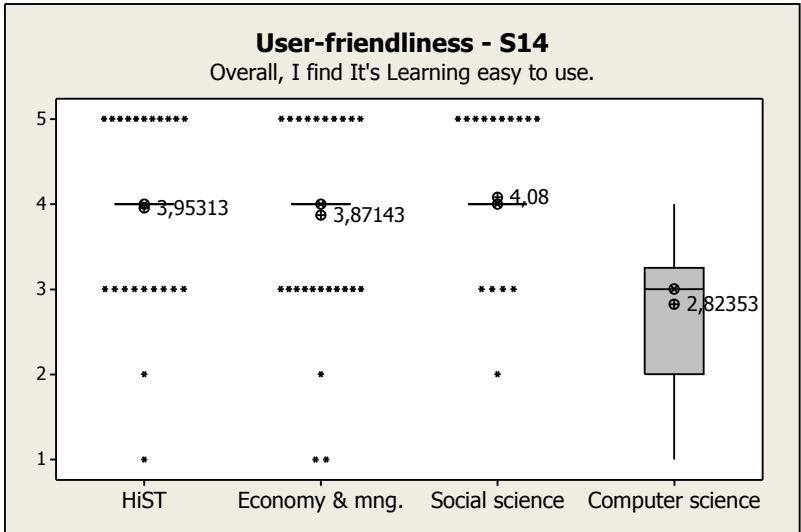 User-friendliness - S14
Overall, I find It's Learning easy to use.
5
4
3
2
1
3,95313
3,87143
4,08
2,82353
HiST
Economy & mng.
Social science
Computer science